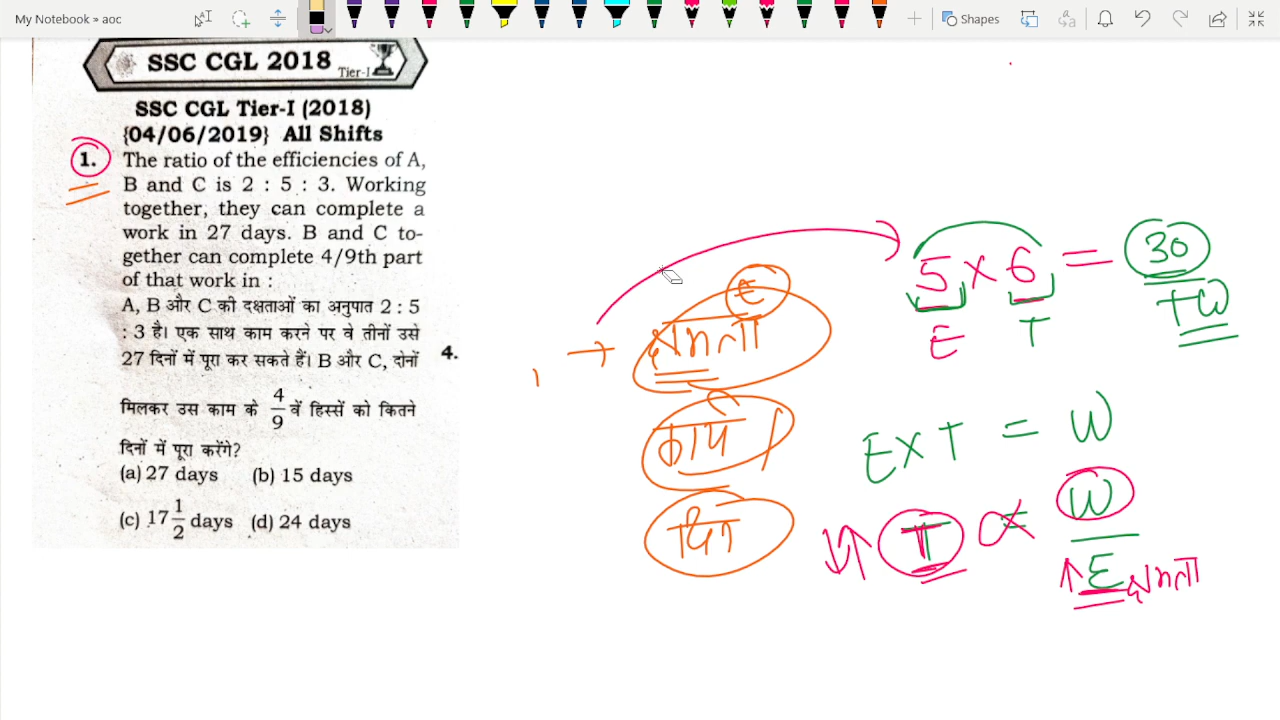 My Notebook » aoc
Shapes
SSC CGL 2018 Tier-I
SSC CGL Tier-I (2018)
{04/06/2019} All Shifts
1. The ratio of the efficiencies of A,
B and C is 2 : 5 : 3. Working
together, they can complete a
work in 27 days. B and C to-
gether can complete 4/9th part
of that work in :
A, B और C की दक्षताओं का अनुपात 2 : 5
: 3 है। एक साथ काम करने पर वे तीनों उसे
27 दिनों में पूरा कर सकते हैं। B और C, दोनों
मिलकर उस काम के 4/9 वें हिस्सें को कितने
दिनों में पूरा करेंगे?
(a) 27 days (b) 15 days
(c) 17 1/2 days (d) 24 days
4.
→ क्षमता E
कार्य
दिन
5 × 6 = 30
E T TW
E × T = W
T ∝ W
E क्षमता